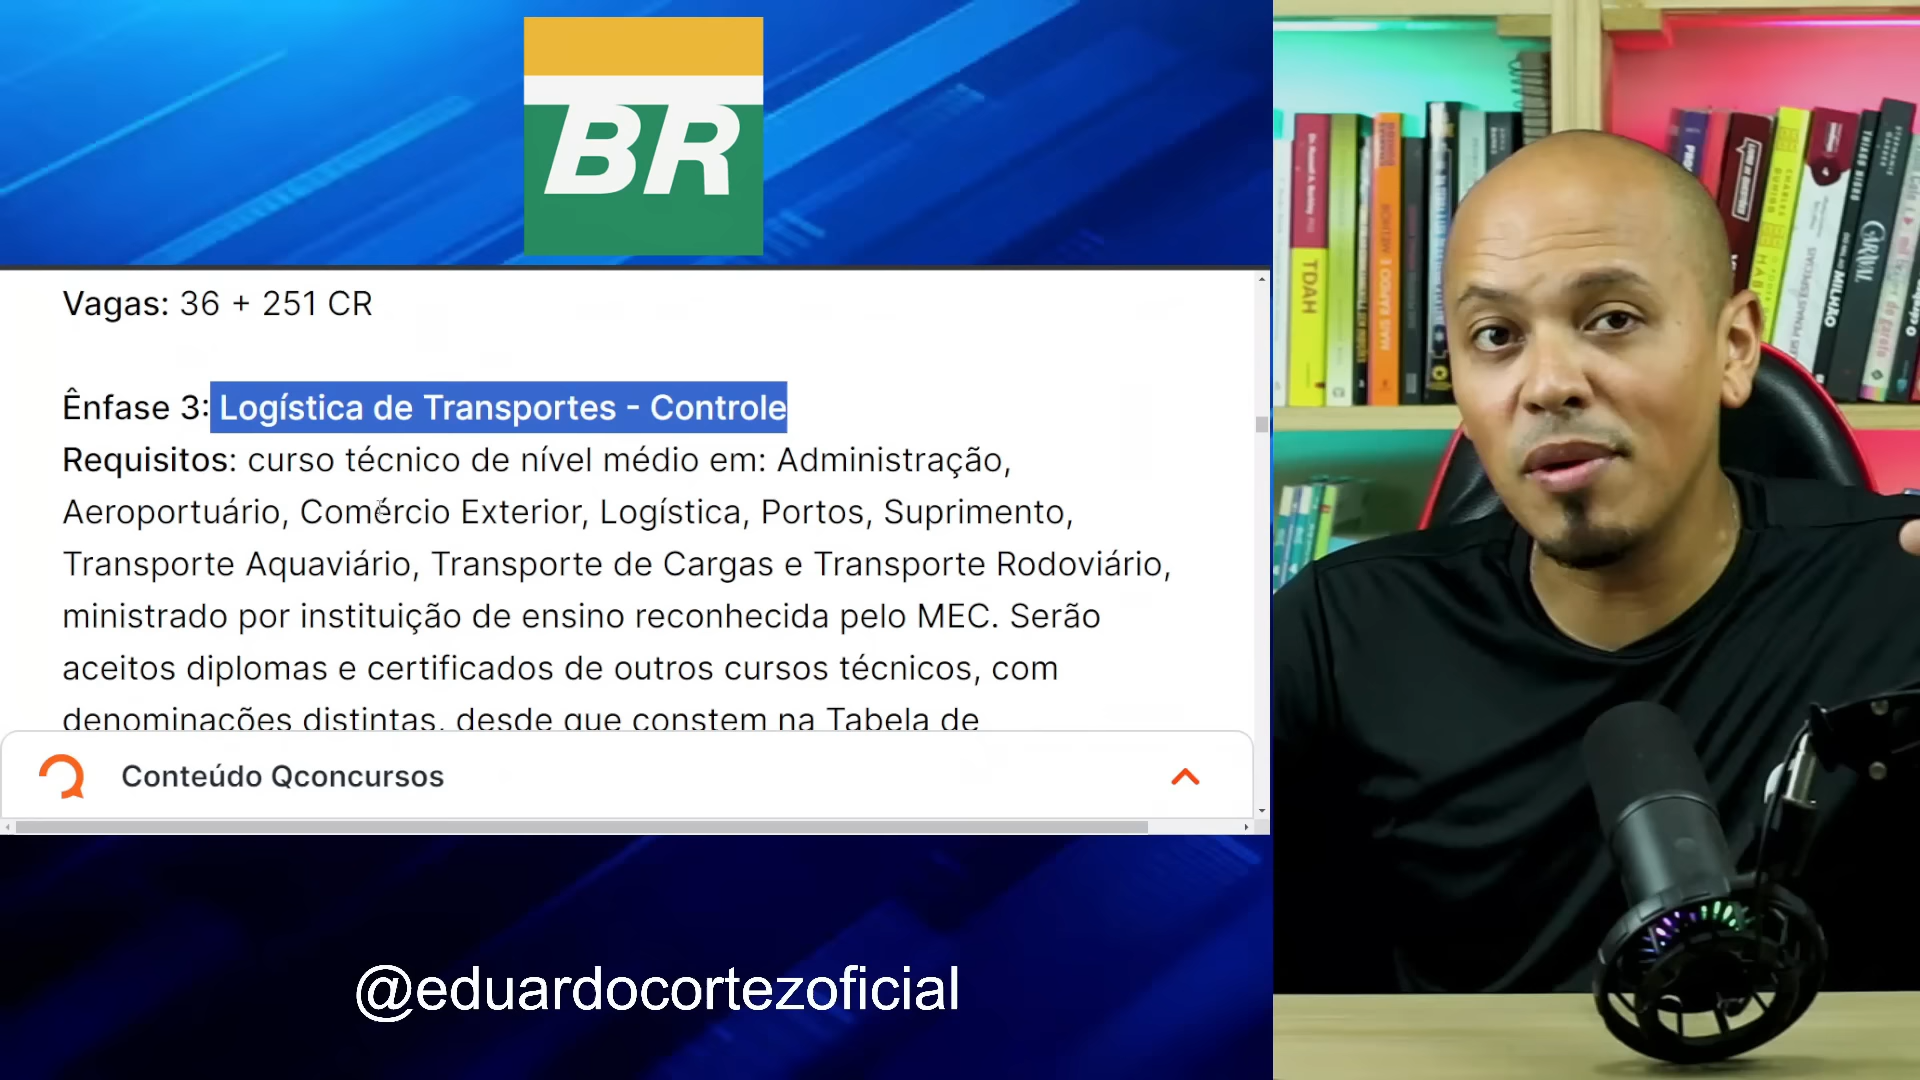 BR
Vagas: 36 + 251 CR
Ênfase 3: Logística de Transportes - Controle
Requisitos: curso técnico de nível médio em: Administração,
Aeroportuário, Comércio Exterior, Logística, Portos, Suprimento,
Transporte Aquaviário, Transporte de Cargas e Transporte Rodoviário,
ministrado por instituição de ensino reconhecida pelo MEC. Serão
aceitos diplomas e certificados de outros cursos técnicos, com
denominações distintas, desde que constem na Tabela de
Conteúdo Qconcursos
@eduardocortezoficial
TDAH
MILHÃO